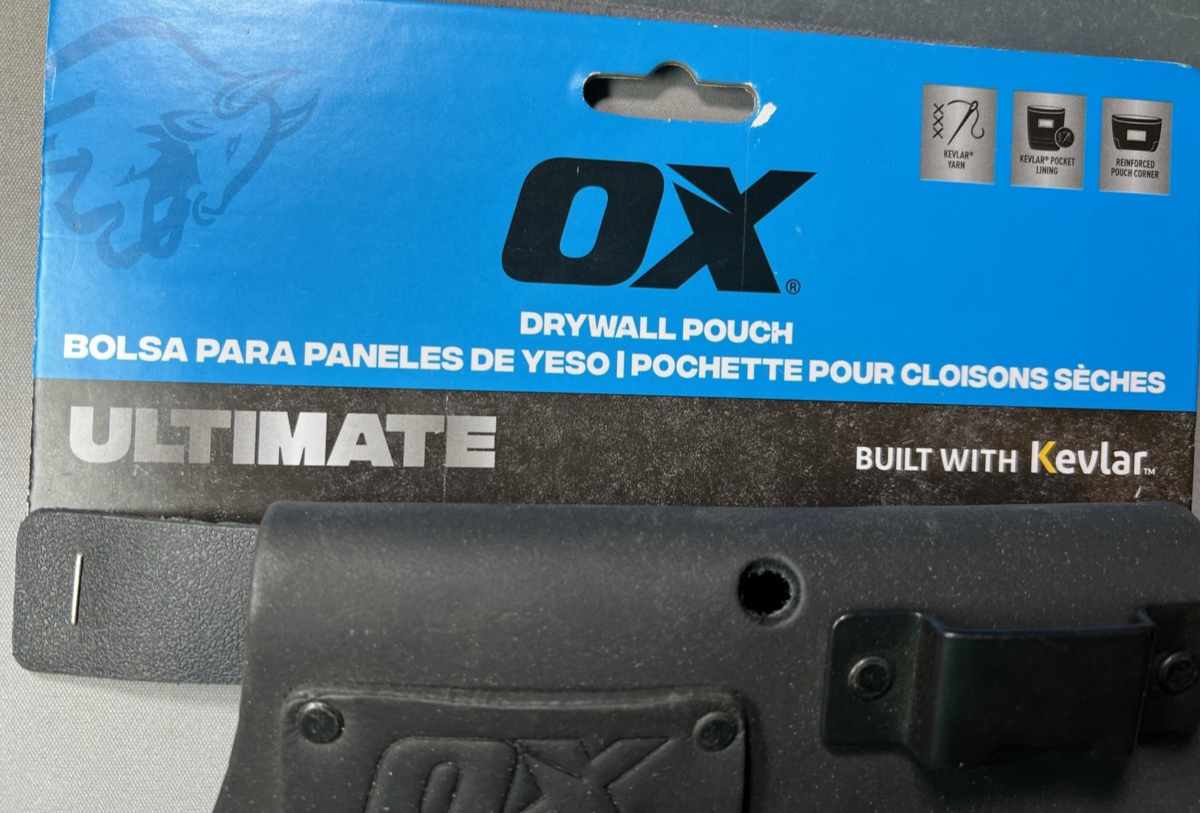 KEVLAR®
YARN
KEVLAR® POCKET
LINING
REINFORCED
POUCH CORNER
OX®
DRYWALL POUCH
BOLSA PARA PANELES DE YESO | POCHETTE POUR CLOISONS SÈCHES
ULTIMATE
BUILT WITH Kevlar™
OX